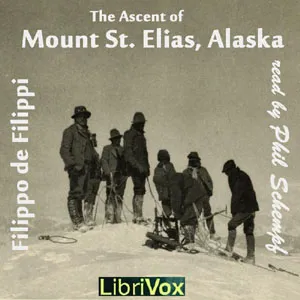 The Ascent of
Mount St. Elias, Alaska
Filippo de Filippi
read by Phil Schempf
LibriVox